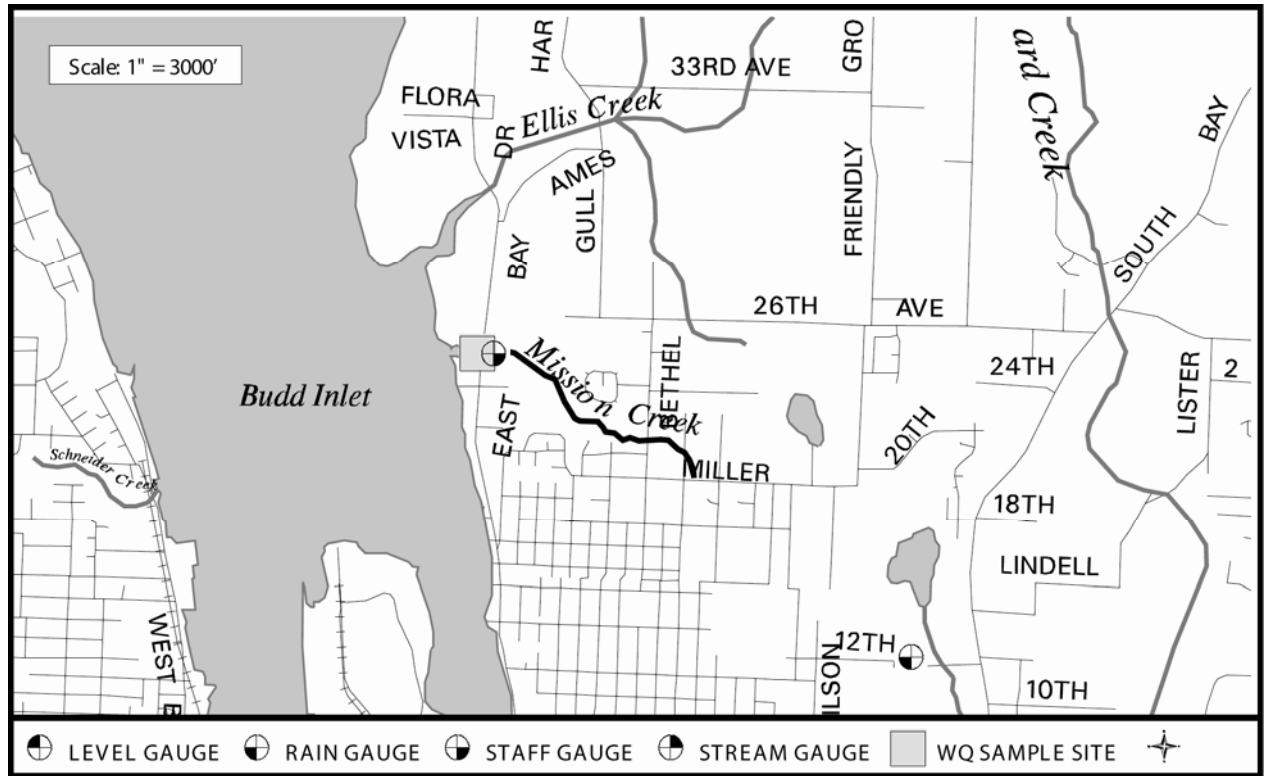 Scale: 1" = 3000'
HAR
33RD AVE
GRO
ard Creek
FLORA
VISTA
DR
Ellis Creek
BAY
AMES
GULL
FRIENDLY
SOUTH
BAY
26TH
AVE
Mission Creek
BETHEL
24TH
LISTER
2
Budd Inlet
EAST
20TH
Schneider Creek
MILLER
18TH
LINDELL
WEST B
12TH
ILSON
10TH
LEVEL GAUGE
RAIN GAUGE
STAFF GAUGE
STREAM GAUGE
WQ SAMPLE SITE